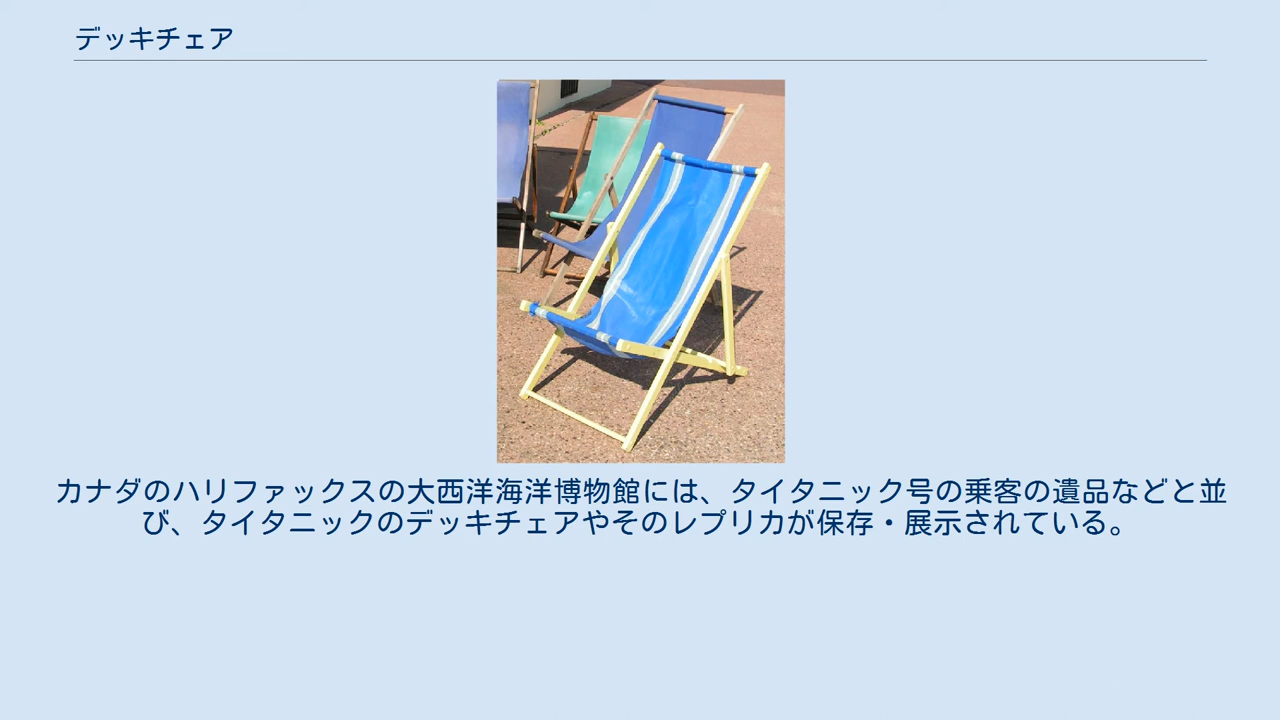 デッキチェア
カナダのハリファックスの大西洋海洋博物館には、タイタニック号の乗客の遺品などと並
び、タイタニックのデッキチェアやそのレプリカが保存・展示されている。